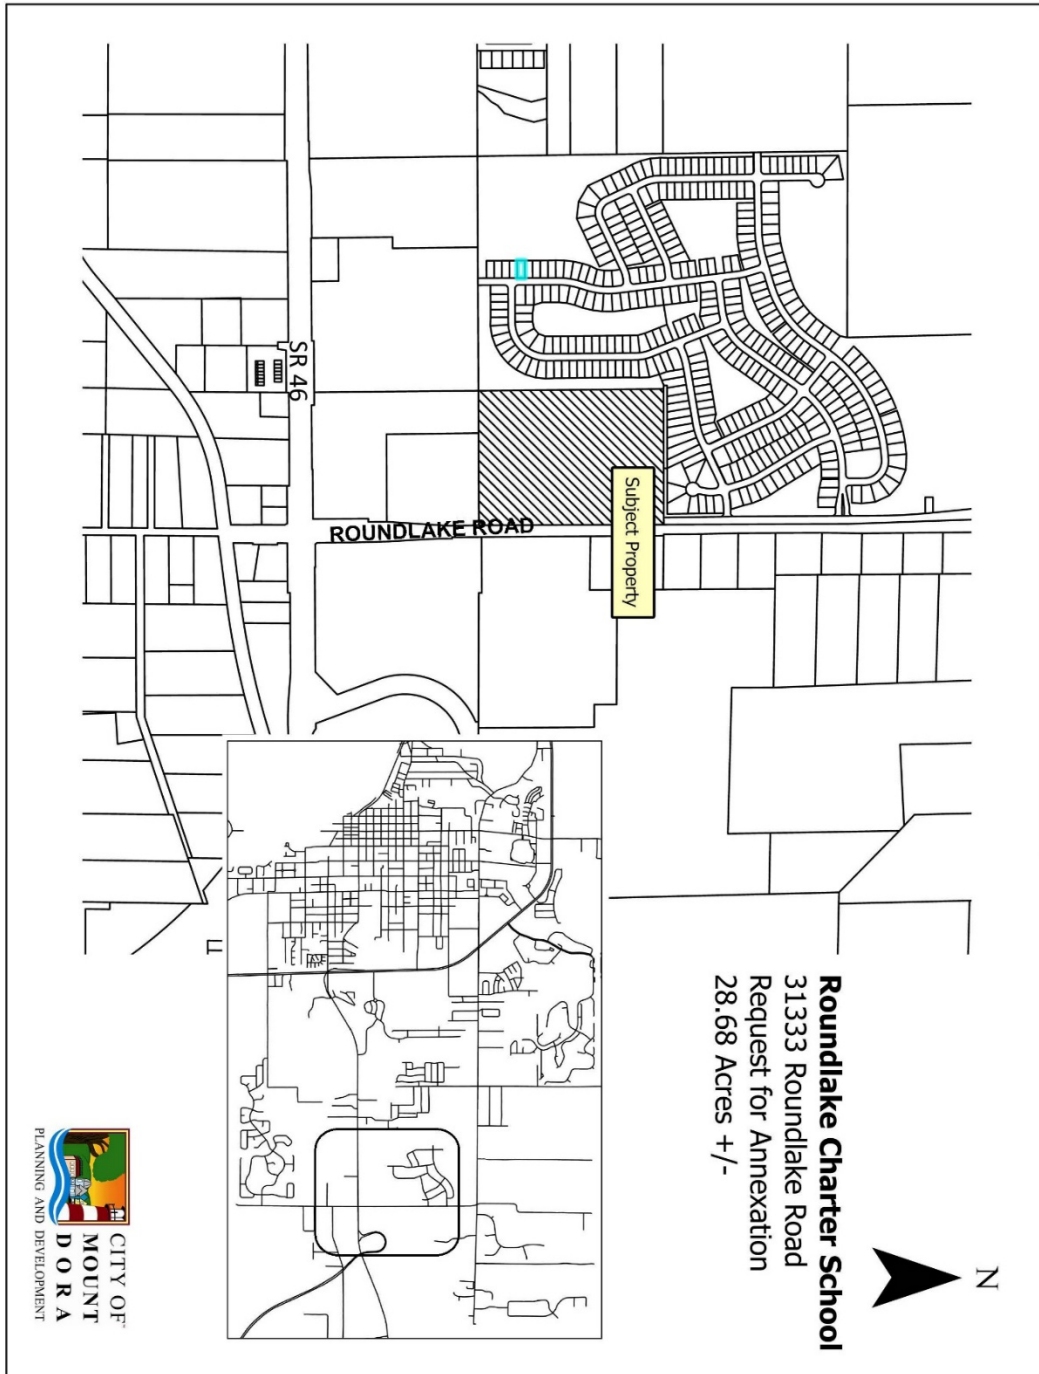 N
Roundlake Charter School
31333 Roundlake Road
Request for Annexation
28.68 Acres +/-
Subject Property
ROUNDLAKE ROAD
SR 46
CITY OF
MOUNT
DORA
PLANNING AND DEVELOPMENT